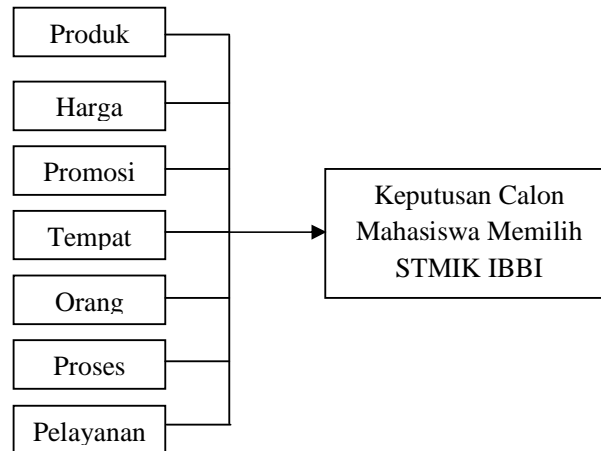 Produk
Harga
Promosi
Tempat
Orang
Proses
Pelayanan
Keputusan Calon
Mahasiswa Memilih
STMIK IBBI